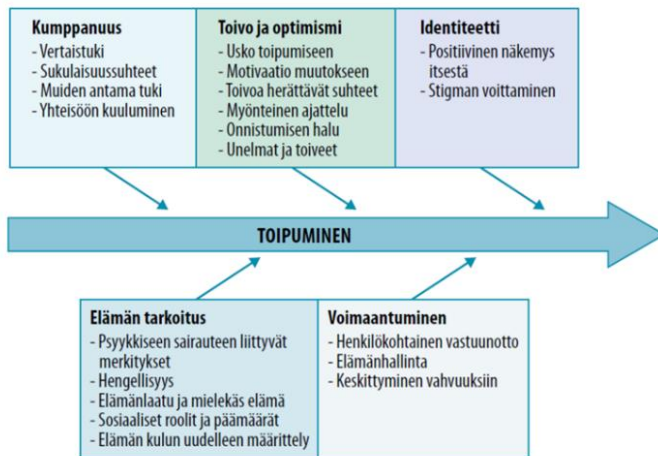 Kumppanuus
- Vertaistuki
- Sukulaisuussuhteet
- Muiden antama tuki
- Yhteisöön kuuluminen
Toivo ja optimismi
- Usko toipumiseen
- Motivaatio muutokseen
- Toivoa herättävät suhteet
- Myönteinen ajattelu
- Onnistumisen halu
- Unelmat ja toiveet
Identiteetti
- Positiivinen näkemys
itsestä
- Stigman voittaminen
TOIPUMINEN
Elämän tarkoitus
- Psyykkiseen sairauteen liittyvät
merkitykset
- Hengellisyys
- Elämänlaatu ja mielekäs elämä
- Sosiaaliset roolit ja päämäärät
- Elämän kulun uudelleen määrittely
Voimaantuminen
- Henkilökohtainen vastuunotto
- Elämänhallinta
- Keskittyminen vahvuuksiin